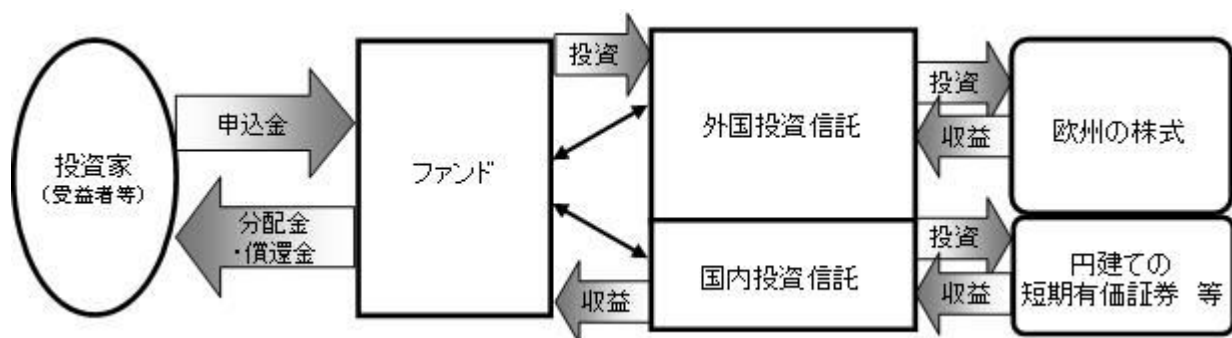 投資家
（受益者等）
申込金
分配金
・償還金
ファンド
投資
収益
外国投資信託
国内投資信託
投資
収益
投資
収益
欧州の株式
円建ての
短期有価証券 等